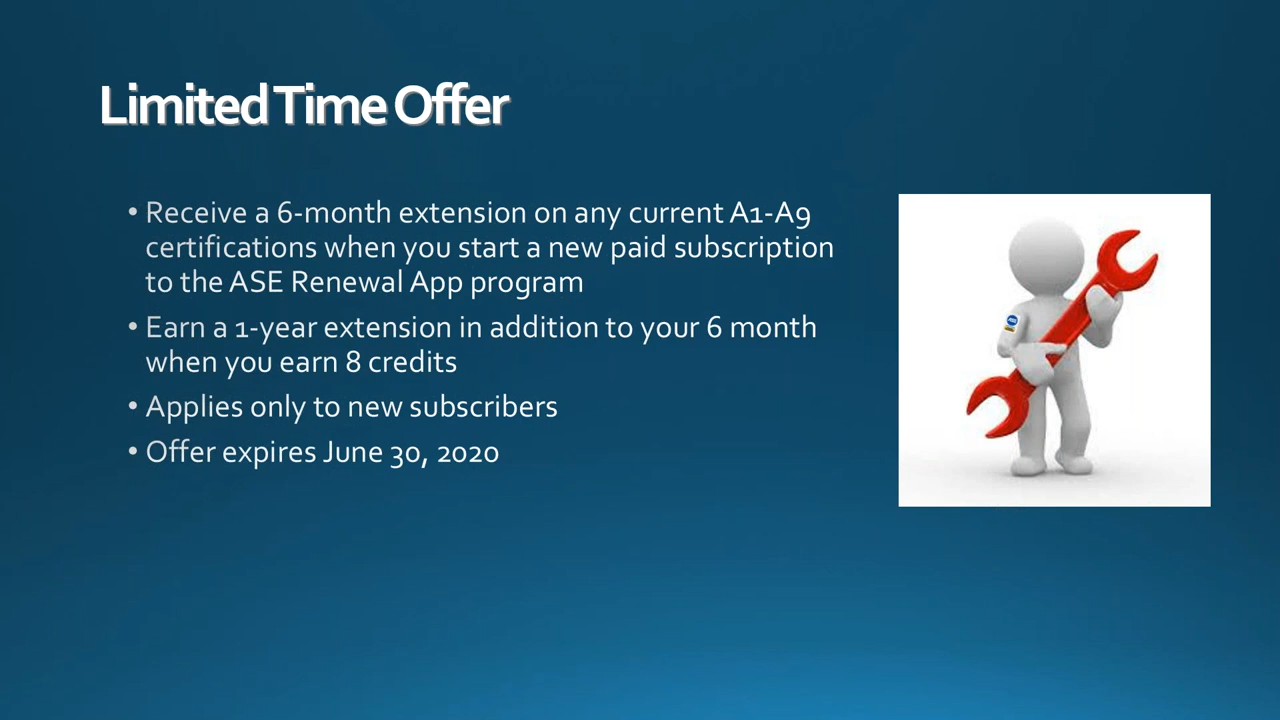 Limited Time Offer
• Receive a 6-month extension on any current A1-A9
certifications when you start a new paid subscription
to the ASE Renewal App program
• Earn a 1-year extension in addition to your 6 month
when you earn 8 credits
• Applies only to new subscribers
• Offer expires June 30, 2020